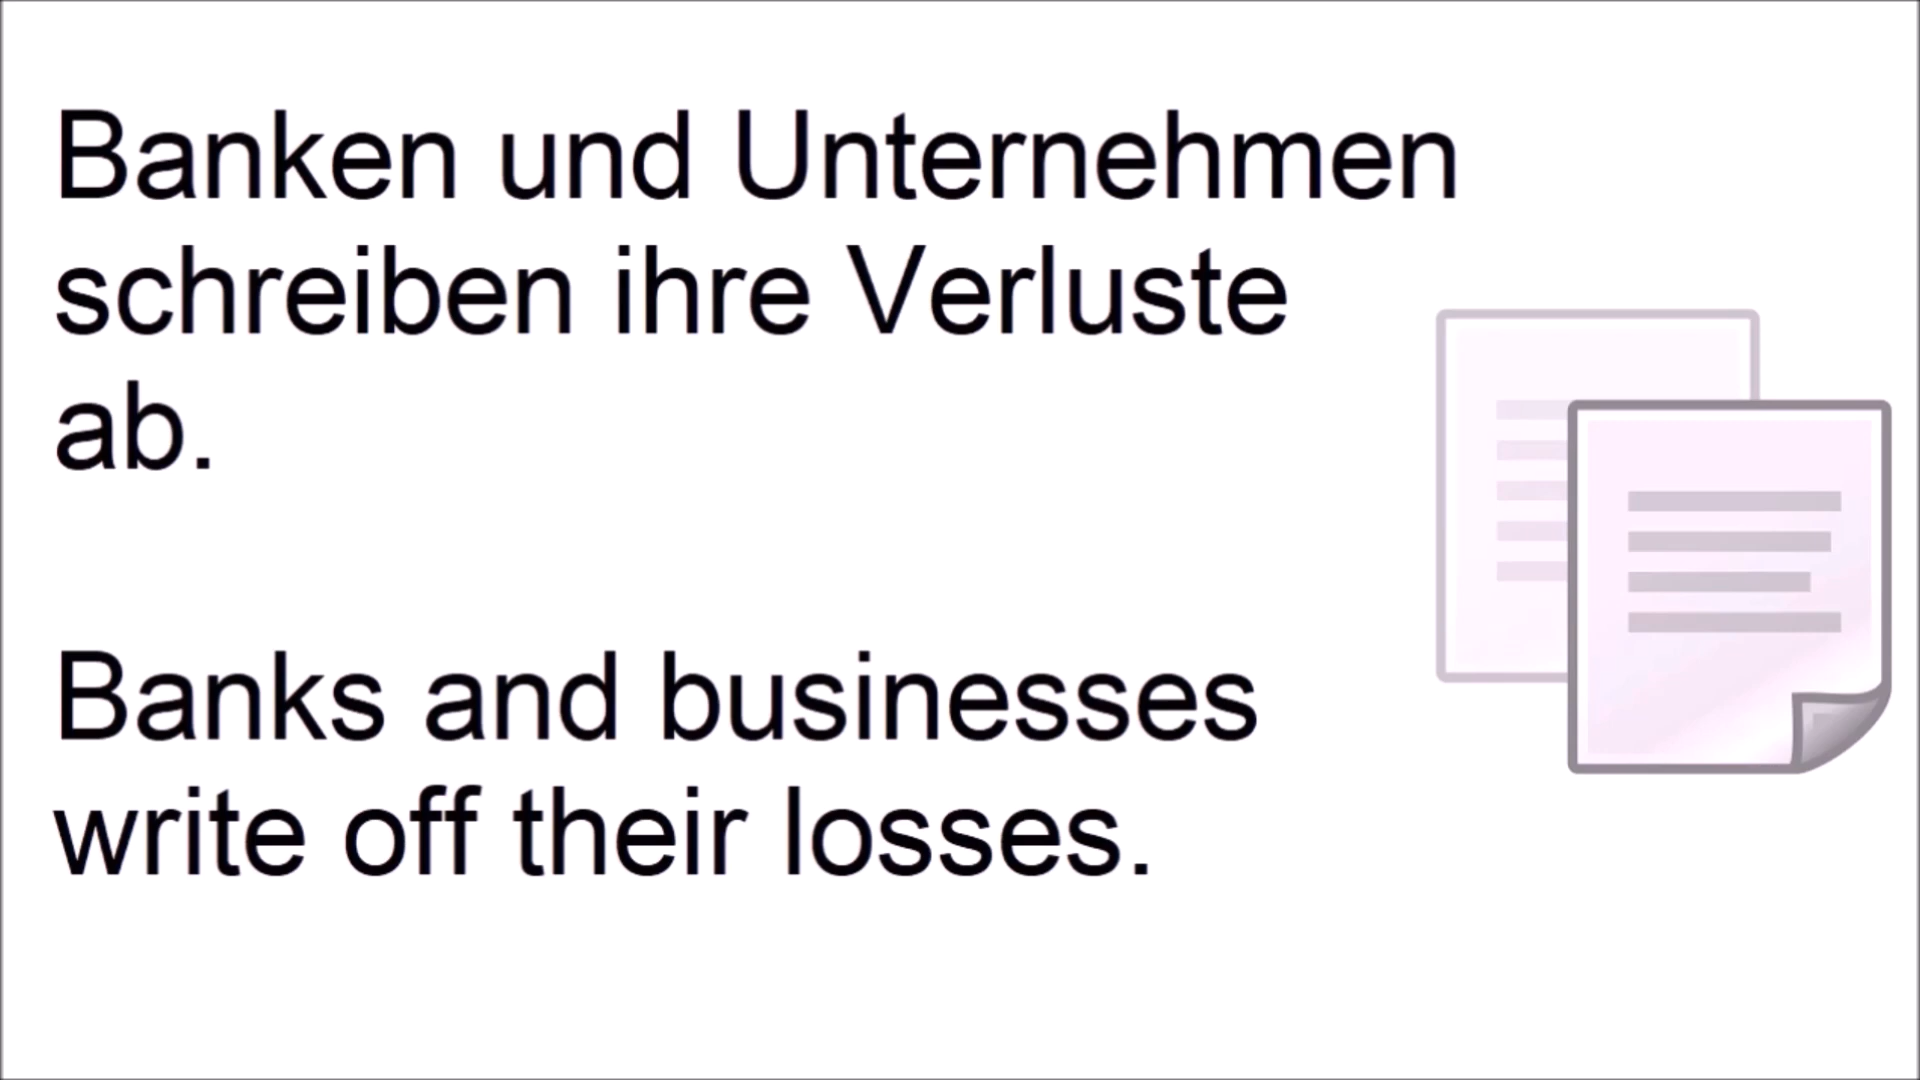 Banken und Unternehmen
schreiben ihre Verluste
ab.
Banks and businesses
write off their losses.